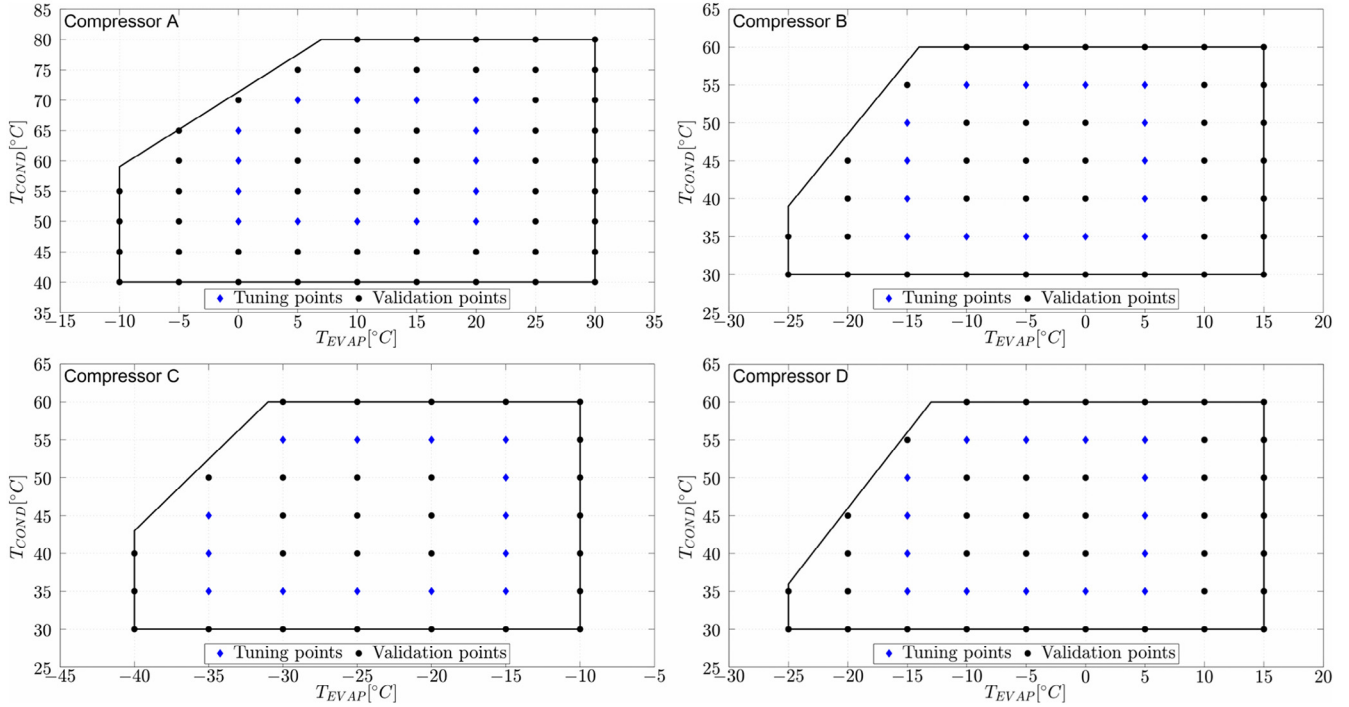 Compressor A
85
80
75
70
65
60
55
50
45
40
35
T_COND[°C]
Tuning points Validation points
−15 −10 −5 0 5 10 15 20 25 30 35
T_EVAP[°C]
Compressor B
65
60
55
50
45
40
35
30
25
T_COND[°C]
Tuning points Validation points
−30 −25 −20 −15 −10 −5 0 5 10 15 20
T_EVAP[°C]
Compressor C
65
60
55
50
45
40
35
30
25
T_COND[°C]
Tuning points Validation points
−45 −40 −35 −30 −25 −20 −15 −10 −5
T_EVAP[°C]
Compressor D
65
60
55
50
45
40
35
30
25
T_COND[°C]
Tuning points Validation points
−30 −25 −20 −15 −10 −5 0 5 10 15 20
T_EVAP[°C]